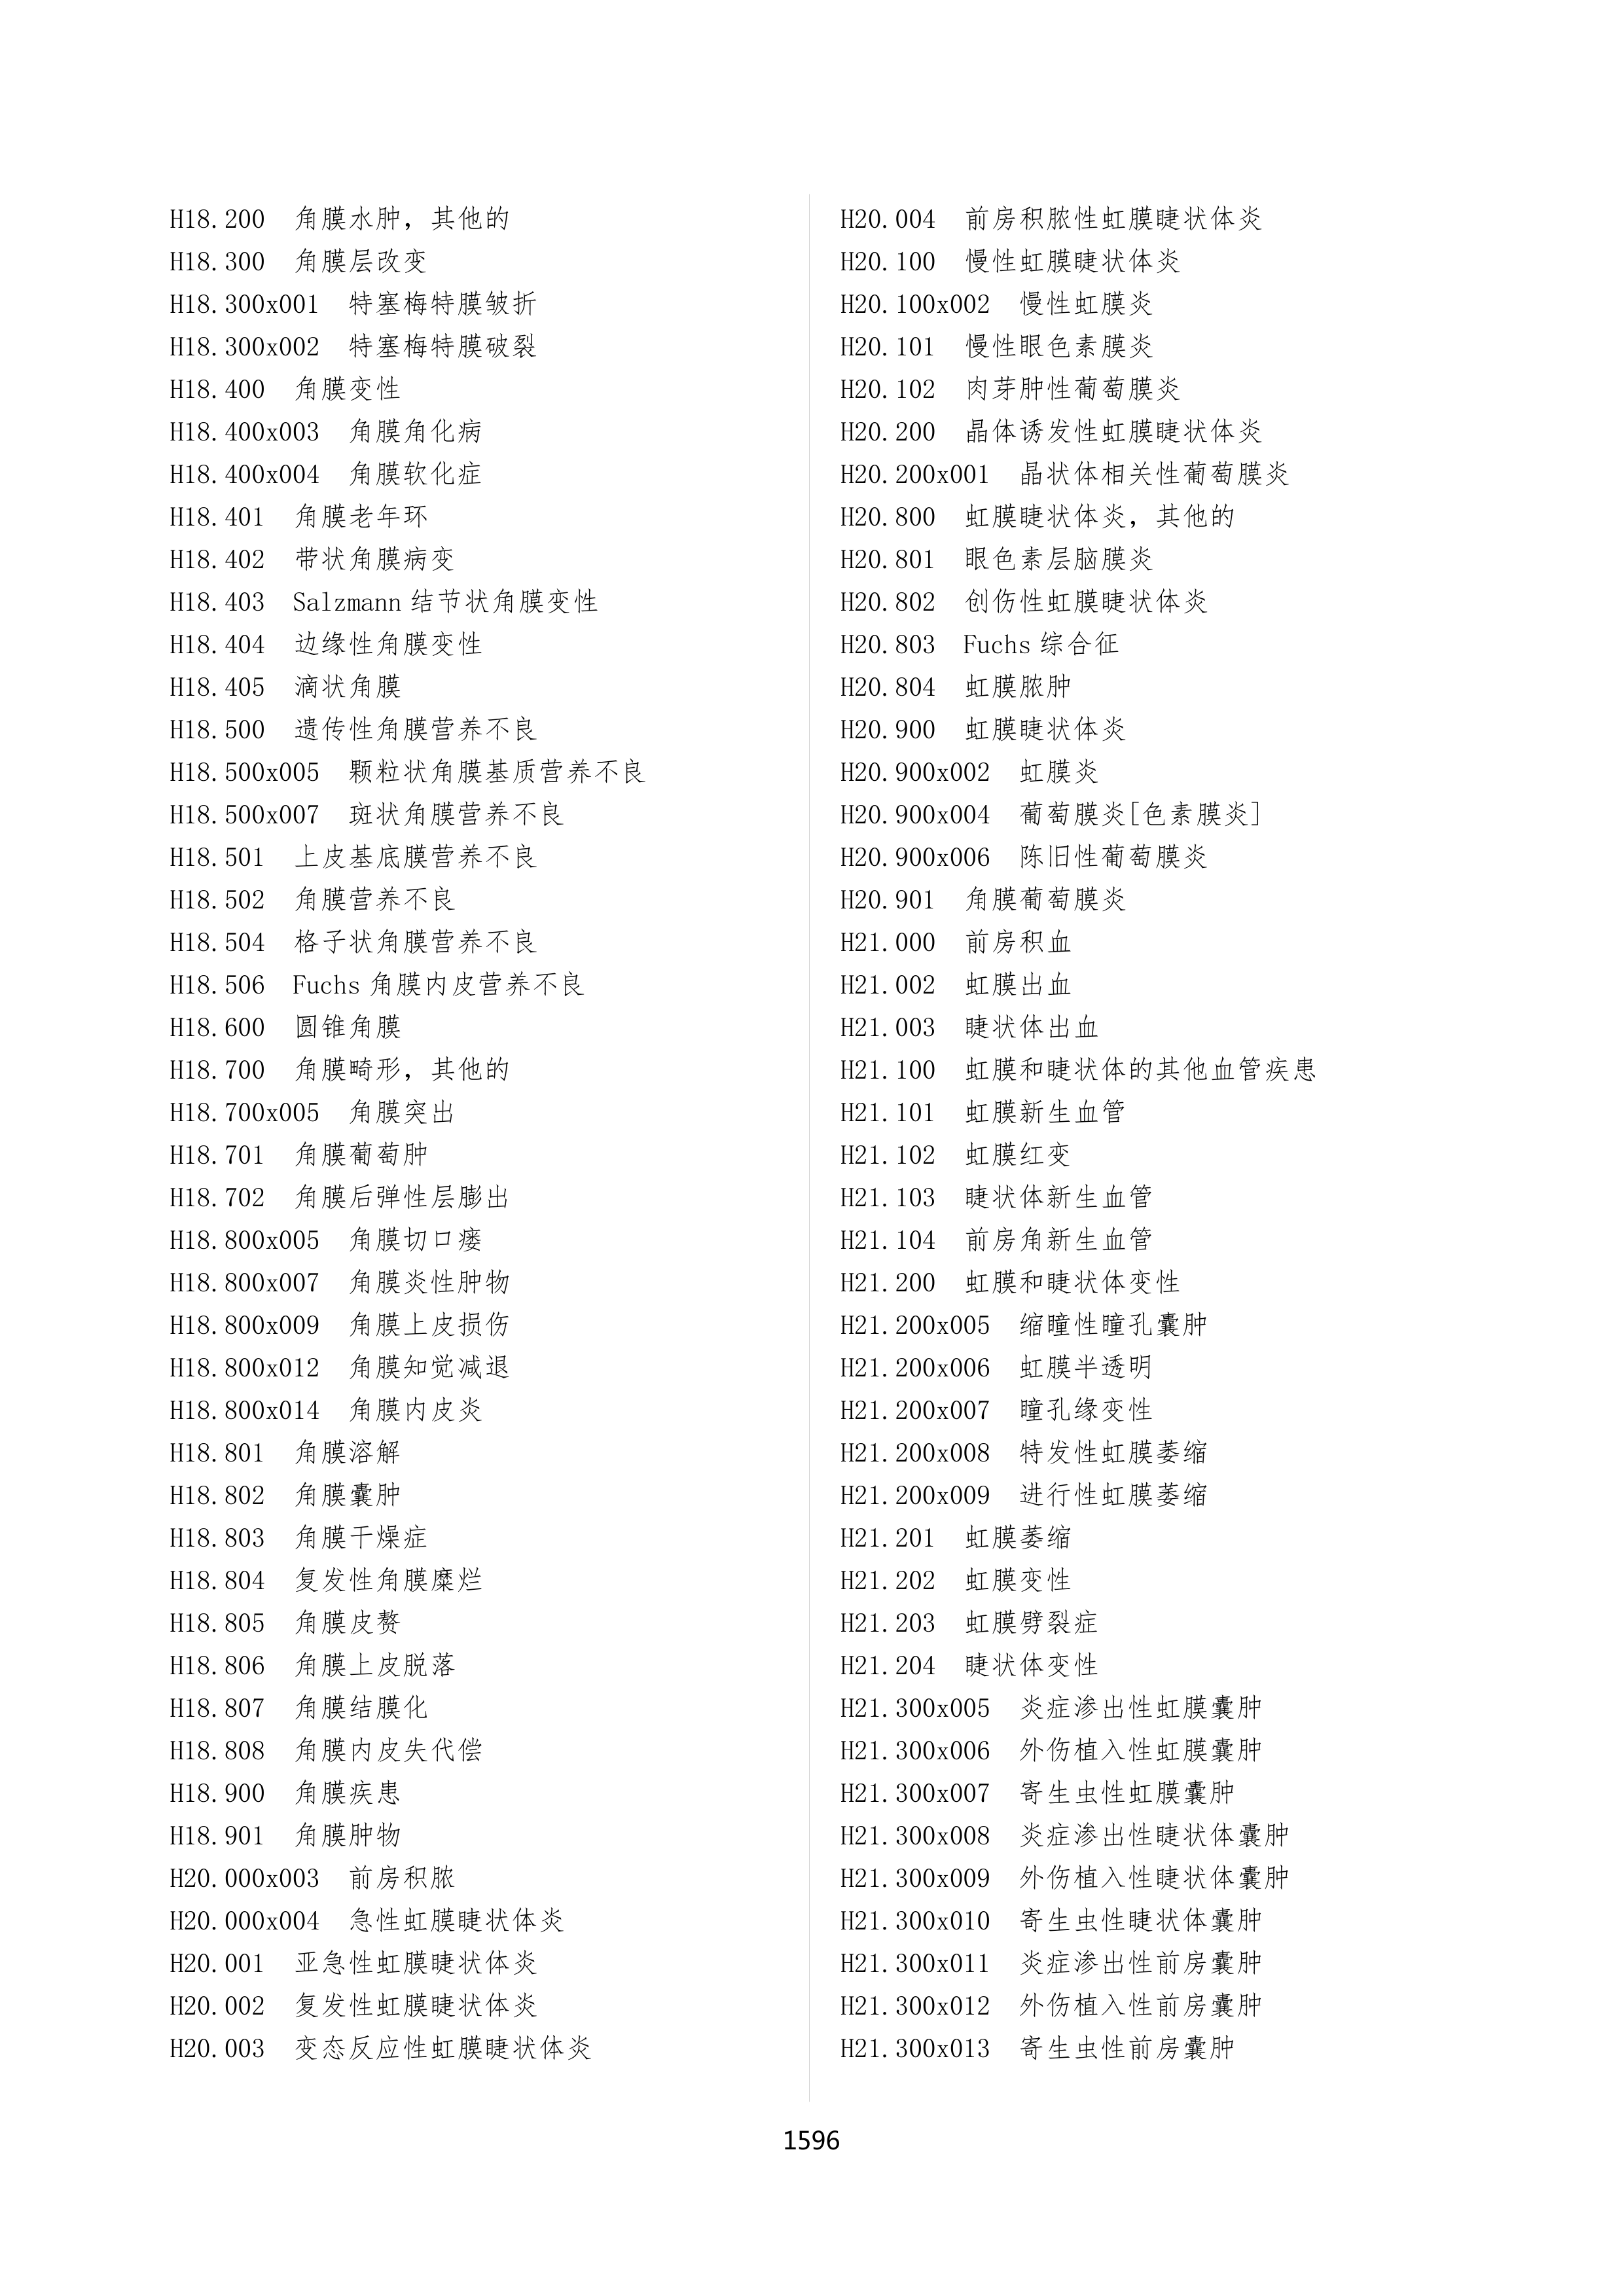 H18.200 角膜水肿，其他的
H18.300 角膜层改变
H18.300x001 特塞梅特膜皱折
H18.300x002 特塞梅特膜破裂
H18.400 角膜变性
H18.400x003 角膜角化病
H18.400x004 角膜软化症
H18.401 角膜老年环
H18.402 带状角膜病变
H18.403 Salzmann 结节状角膜变性
H18.404 边缘性角膜变性
H18.405 滴状角膜
H18.500 遗传性角膜营养不良
H18.500x005 颗粒状角膜基质营养不良
H18.500x007 斑状角膜营养不良
H18.501 上皮基底膜营养不良
H18.502 角膜营养不良
H18.504 格子状角膜营养不良
H18.506 Fuchs 角膜内皮营养不良
H18.600 圆锥角膜
H18.700 角膜畸形，其他的
H18.700x005 角膜突出
H18.701 角膜葡萄肿
H18.702 角膜后弹性层膨出
H18.800x005 角膜切口瘘
H18.800x007 角膜炎性肿物
H18.800x009 角膜上皮损伤
H18.800x012 角膜知觉减退
H18.800x014 角膜内皮炎
H18.801 角膜溶解
H18.802 角膜囊肿
H18.803 角膜干燥症
H18.804 复发性角膜糜烂
H18.805 角膜皮赘
H18.806 角膜上皮脱落
H18.807 角膜结膜化
H18.808 角膜内皮失代偿
H18.900 角膜疾患
H18.901 角膜肿物
H20.000x003 前房积脓
H20.000x004 急性虹膜睫状体炎
H20.001 亚急性虹膜睫状体炎
H20.002 复发性虹膜睫状体炎
H20.003 变态反应性虹膜睫状体炎
H20.004 前房积脓性虹膜睫状体炎
H20.100 慢性虹膜睫状体炎
H20.100x002 慢性虹膜炎
H20.101 慢性眼色素膜炎
H20.102 肉芽肿性葡萄膜炎
H20.200 晶体诱发性虹膜睫状体炎
H20.200x001 晶状体相关性葡萄膜炎
H20.800 虹膜睫状体炎，其他的
H20.801 眼色素层脑膜炎
H20.802 创伤性虹膜睫状体炎
H20.803 Fuchs 综合征
H20.804 虹膜脓肿
H20.900 虹膜睫状体炎
H20.900x002 虹膜炎
H20.900x004 葡萄膜炎[色素膜炎]
H20.900x006 陈旧性葡萄膜炎
H20.901 角膜葡萄膜炎
H21.000 前房积血
H21.002 虹膜出血
H21.003 睫状体出血
H21.100 虹膜和睫状体的其他血管疾患
H21.101 虹膜新生血管
H21.102 虹膜红变
H21.103 睫状体新生血管
H21.104 前房角新生血管
H21.200 虹膜和睫状体变性
H21.200x005 缩瞳性瞳孔囊肿
H21.200x006 虹膜半透明
H21.200x007 瞳孔缘变性
H21.200x008 特发性虹膜萎缩
H21.200x009 进行性虹膜萎缩
H21.201 虹膜萎缩
H21.202 虹膜变性
H21.203 虹膜劈裂症
H21.204 睫状体变性
H21.300x005 炎症渗出性虹膜囊肿
H21.300x006 外伤植入性虹膜囊肿
H21.300x007 寄生虫性虹膜囊肿
H21.300x008 炎症渗出性睫状体囊肿
H21.300x009 外伤植入性睫状体囊肿
H21.300x010 寄生虫性睫状体囊肿
H21.300x011 炎症渗出性前房囊肿
H21.300x012 外伤植入性前房囊肿
H21.300x013 寄生虫性前房囊肿
1596